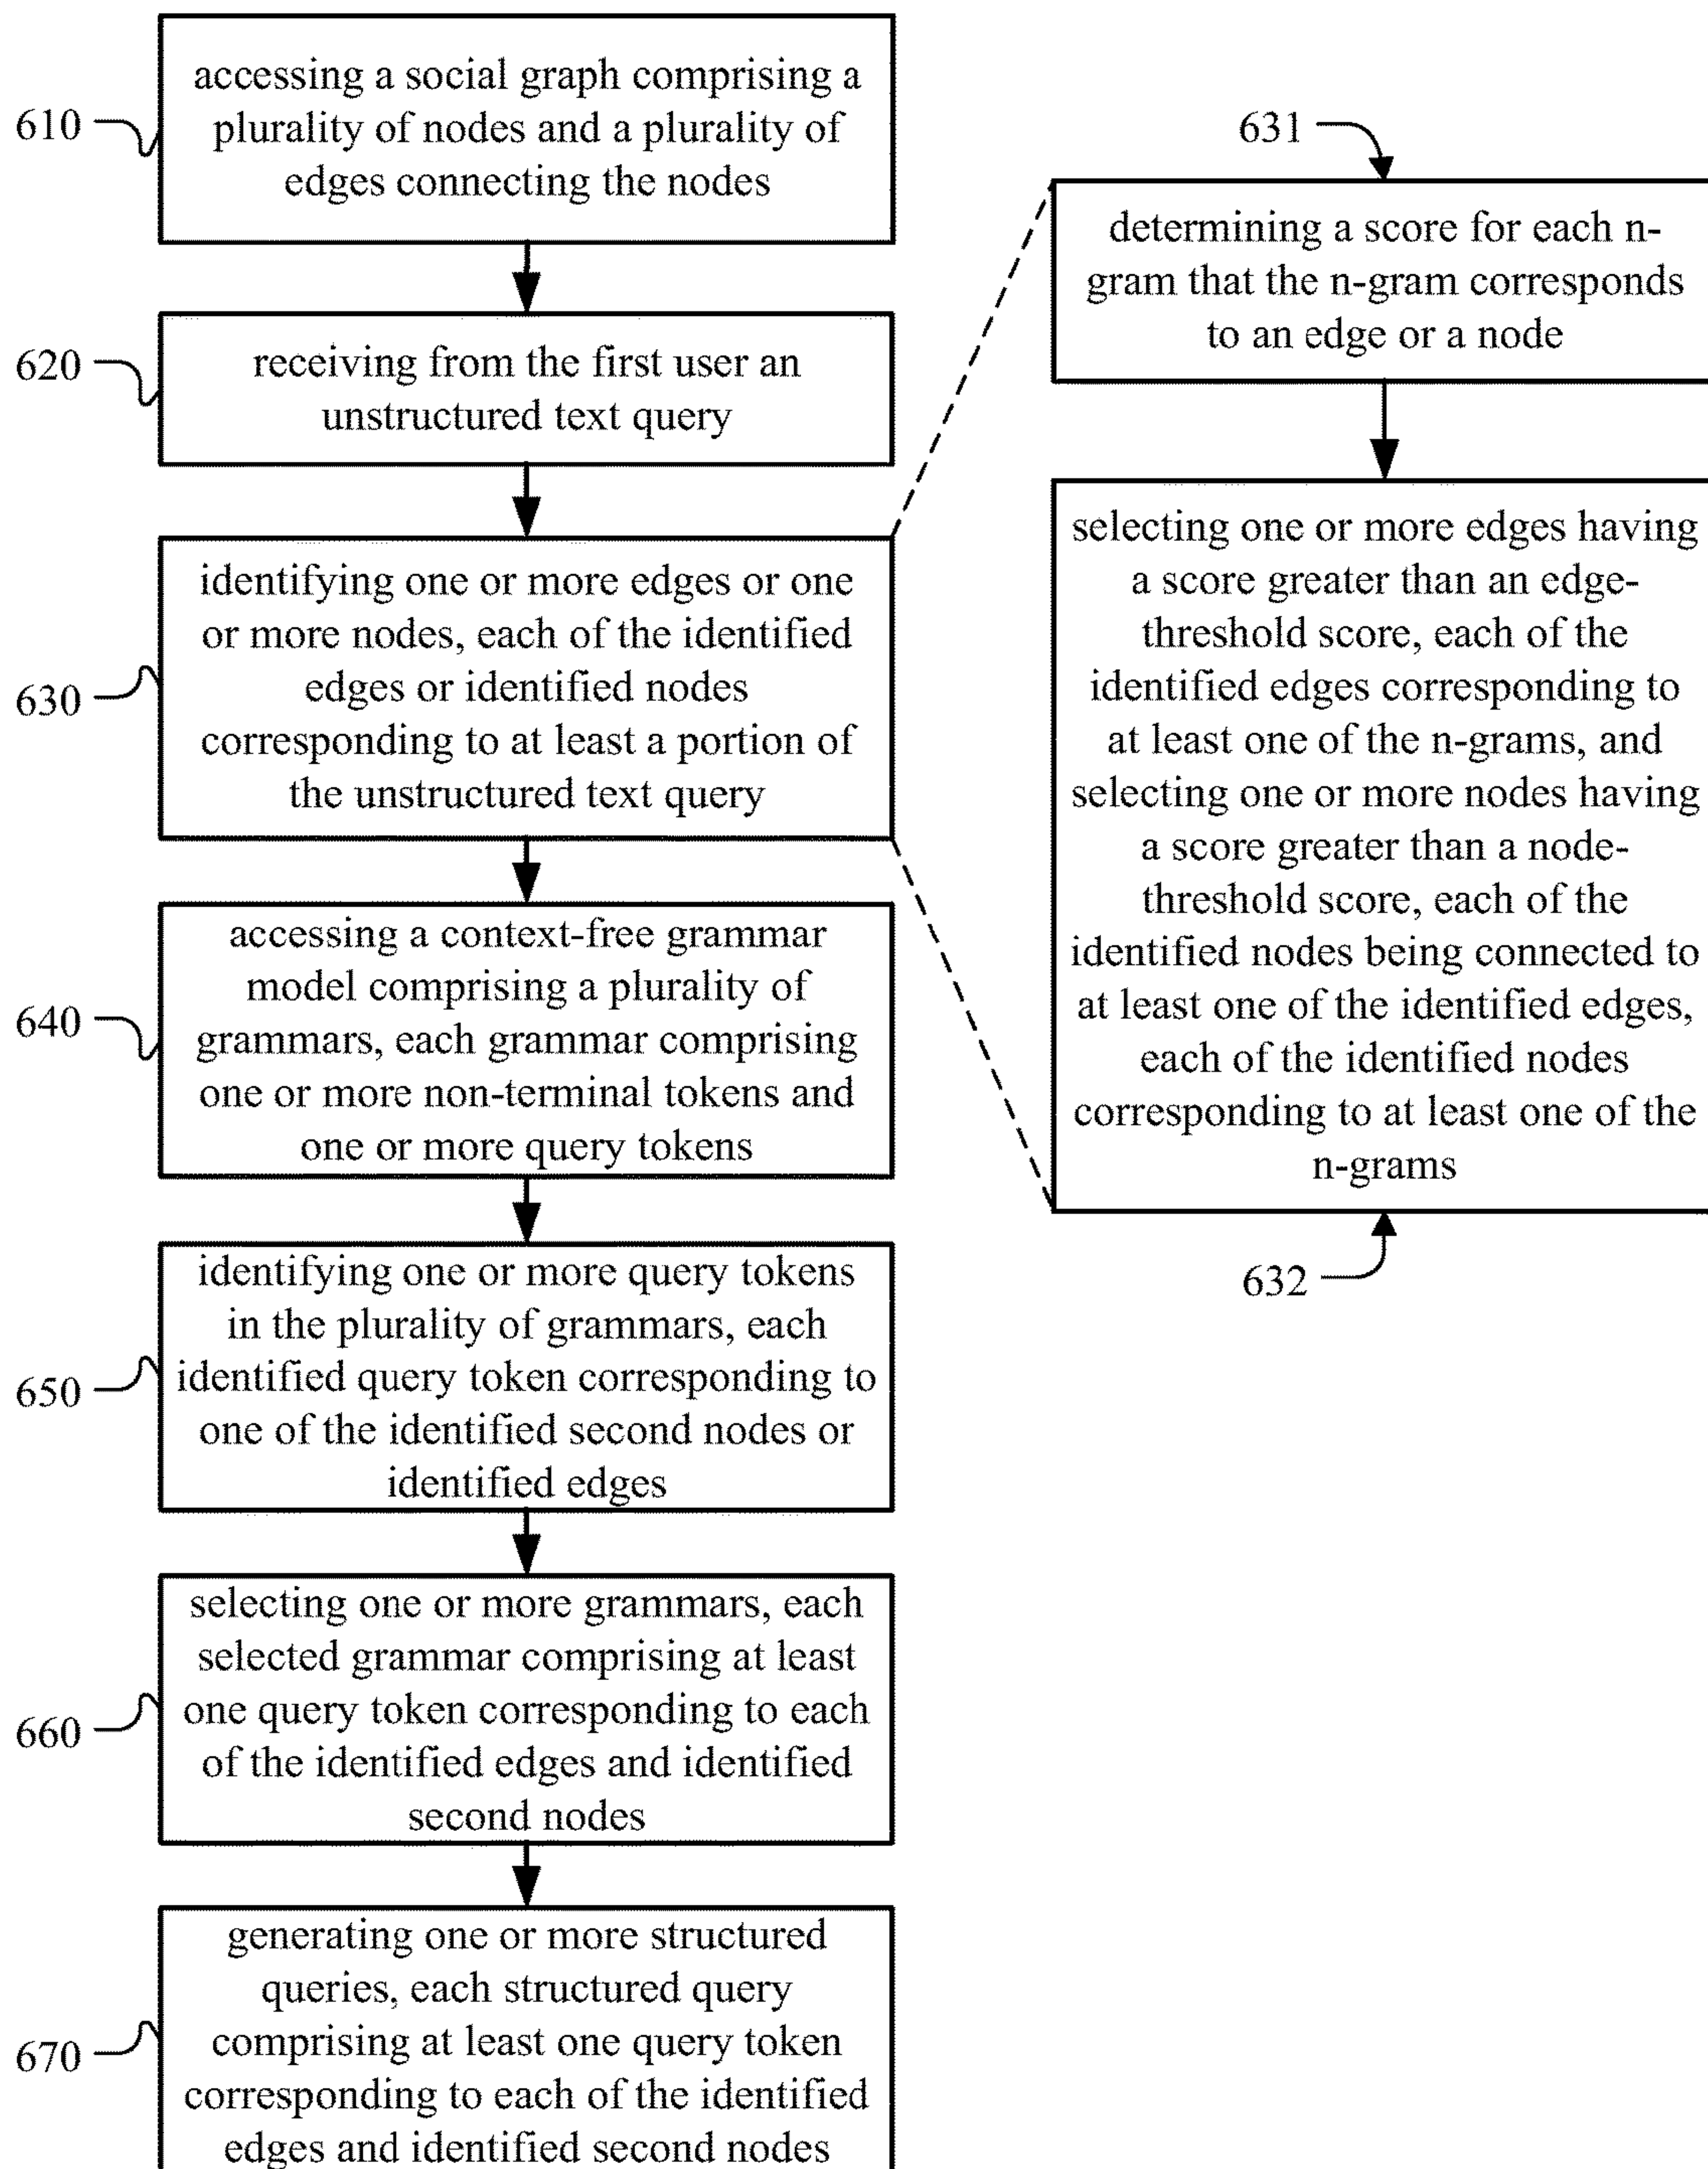 610
accessing a social graph comprising a
plurality of nodes and a plurality of
edges connecting the nodes
620
receiving from the first user an
unstructured text query
630
identifying one or more edges or one
or more nodes, each of the identified
edges or identified nodes
corresponding to at least a portion of
the unstructured text query
640
accessing a context-free grammar
model comprising a plurality of
grammars, each grammar comprising
one or more non-terminal tokens and
one or more query tokens
650
identifying one or more query tokens
in the plurality of grammars, each
identified query token corresponding to
one of the identified second nodes or
identified edges
660
selecting one or more grammars, each
selected grammar comprising at least
one query token corresponding to each
of the identified edges and identified
second nodes
670
generating one or more structured
queries, each structured query
comprising at least one query token
corresponding to each of the identified
edges and identified second nodes
631
determining a score for each n-
gram that the n-gram corresponds
to an edge or a node
selecting one or more edges having
a score greater than an edge-
threshold score, each of the
identified edges corresponding to
at least one of the n-grams, and
selecting one or more nodes having
a score greater than a node-
threshold score, each of the
identified nodes being connected to
at least one of the identified edges,
each of the identified nodes
corresponding to at least one of the
n-grams
632